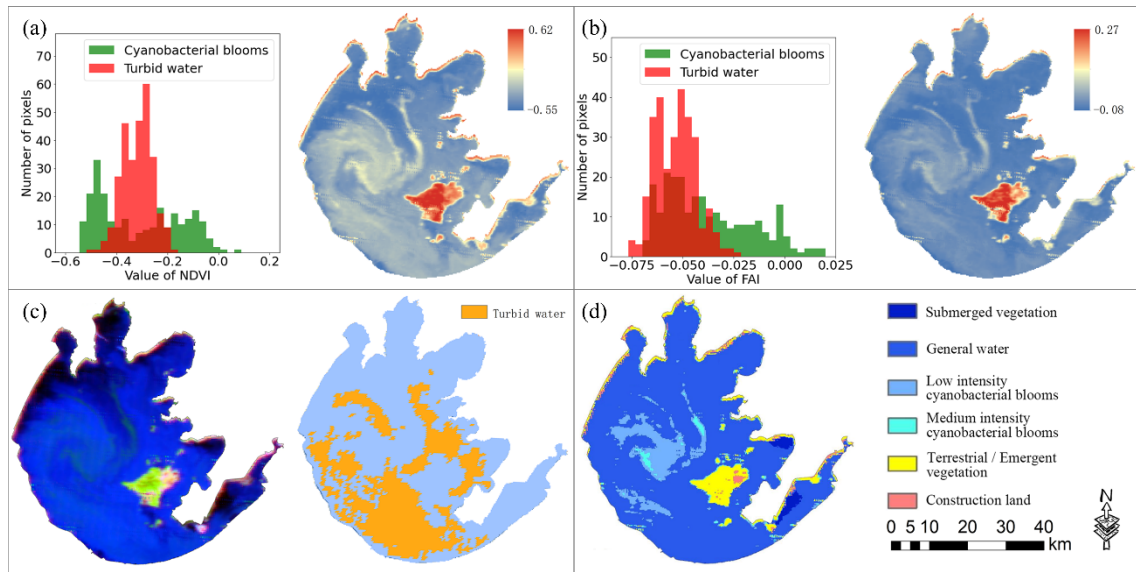 (a)
Cyanobacterial blooms
Turbid water
Number of pixels
70
60
50
40
30
20
10
0
−0.6
−0.4
−0.2
0.0
0.2
Value of NDVI
0.62
−0.55
(b)
Cyanobacterial blooms
Turbid water
Number of pixels
50
40
30
20
10
0
−0.075
−0.050
−0.025
0.000
0.025
Value of FAI
0.27
−0.08
(c)
Turbid water
(d)
Submerged vegetation
General water
Low intensity
cyanobacterial blooms
Medium intensity
cyanobacterial blooms
Terrestrial / Emergent
vegetation
Construction land
N
0 5 10 20 30 40
km